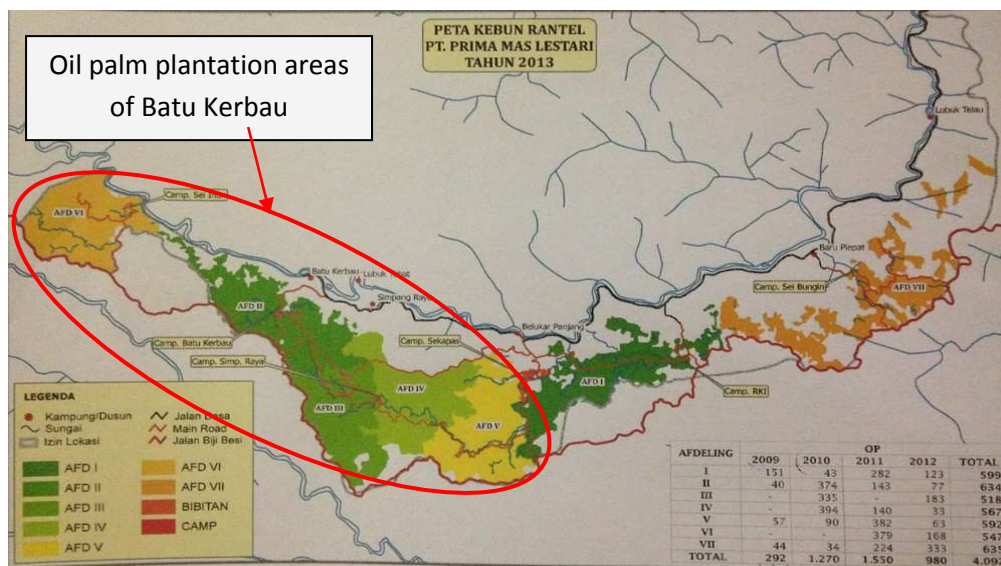 PETA KEBUN RANTEL
PT. PRIMA MAS LESTARI
TAHUN 2013
Oil palm plantation areas
of Batu Kerbau
Lubuk Telau
Camp. Sei
AFD VI
Batu Kerbau
Lubuk Tebat
Simpang Raya
Baru Pelepat
Camp. Sei Bungin
AFD VII
AFD II
Belukar Panjang
Camp. Batu Kerbau
Camp. Sekapas
Camp. Simp. Raya
AFD IV
AFD I
Camp. RKI
AFD III
AFD V
LEGENDA
Kampung/Dusun Jalan Desa
Sungai Main Road
Izin Lokasi Jalan Biji Besi
AFD I AFD VI
AFD II AFD VII
AFD III BIBITAN
AFD IV CAMP
AFD V
AFDELING OP TOTAL
2009 2010 2011 2012
I 151 43 282 123 599
II 40 374 143 77 634
III - 335 - 183 518
IV - 394 140 33 567
V 57 90 382 63 592
VI - - 379 168 547
VII 44 34 224 333 635
TOTAL 292 1.270 1.550 980